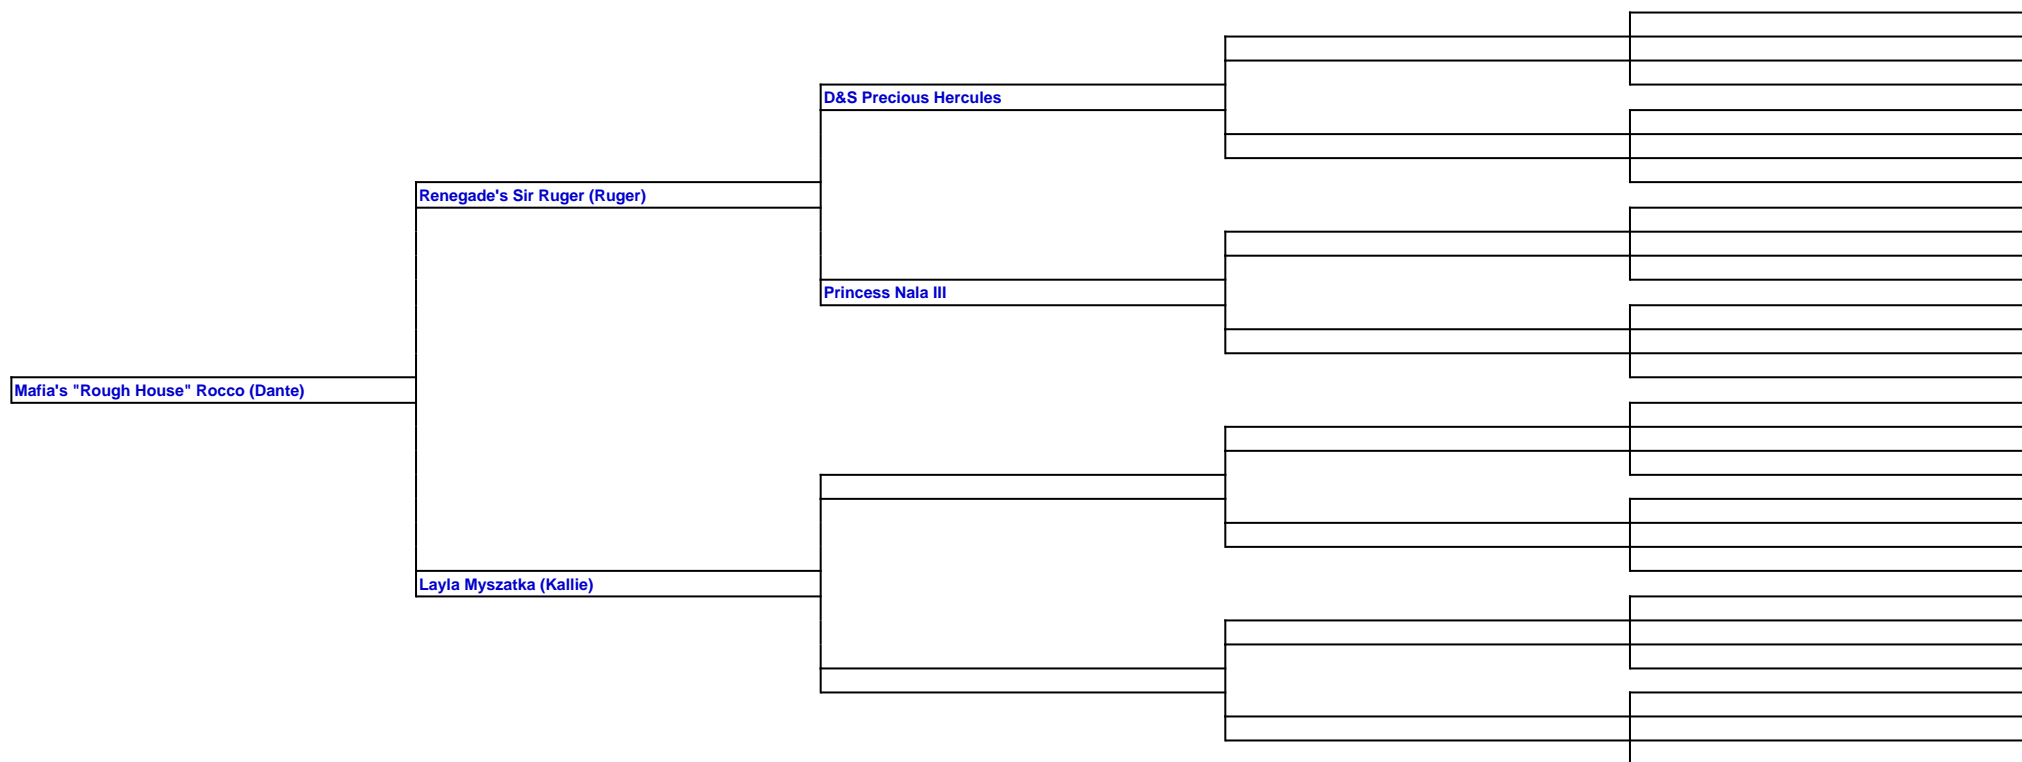 D&S Precious Hercules
Renegade's Sir Ruger (Ruger)
Princess Nala III
Mafia's "Rough House" Rocco (Dante)
Layla Myszatka (Kallie)